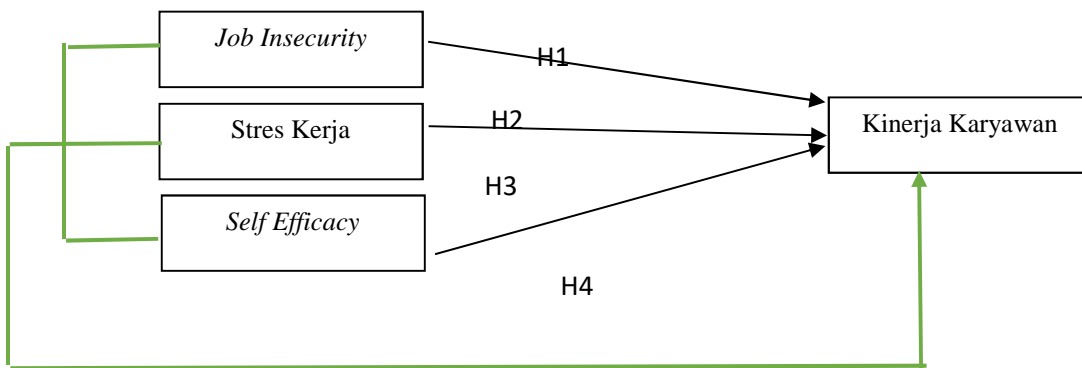 Job Insecurity
H1
Stres Kerja
H2
Kinerja Karyawan
H3
Self Efficacy
H4